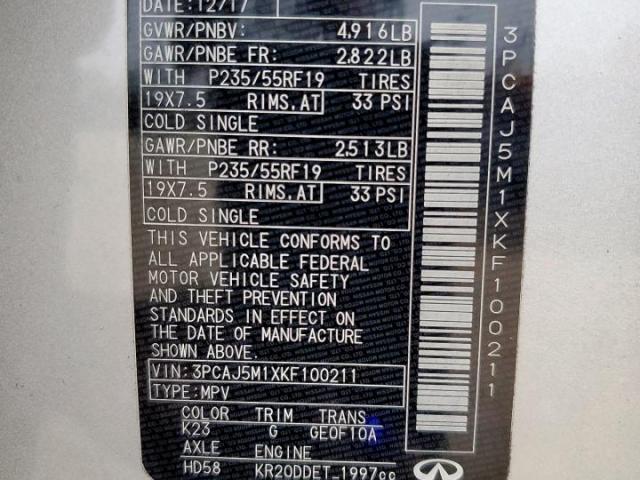 DATE: 12/17
GVWR/PNBV: 4,916LB
GAWR/PNBE FR: 2,822LB
WITH P235/55RF19 TIRES
19X7.5 RIMS.AT 33 PSI
COLD SINGLE
GAWR/PNBE RR: 2,513LB
WITH P235/55RF19 TIRES
19X7.5 RIMS.AT 33 PSI
COLD SINGLE
THIS VEHICLE CONFORMS TO
ALL APPLICABLE FEDERAL
MOTOR VEHICLE SAFETY
AND THEFT PREVENTION
STANDARDS IN EFFECT ON
THE DATE OF MANUFACTURE
SHOWN ABOVE.
VIN: 3PCAJ5M1XKF100211
TYPE: MPV
COLOR TRIM TRANS
K23 G GE0F10A
AXLE ENGINE
HD58 KR20DDET 1997cc
3PCAJ5M1XKF100211